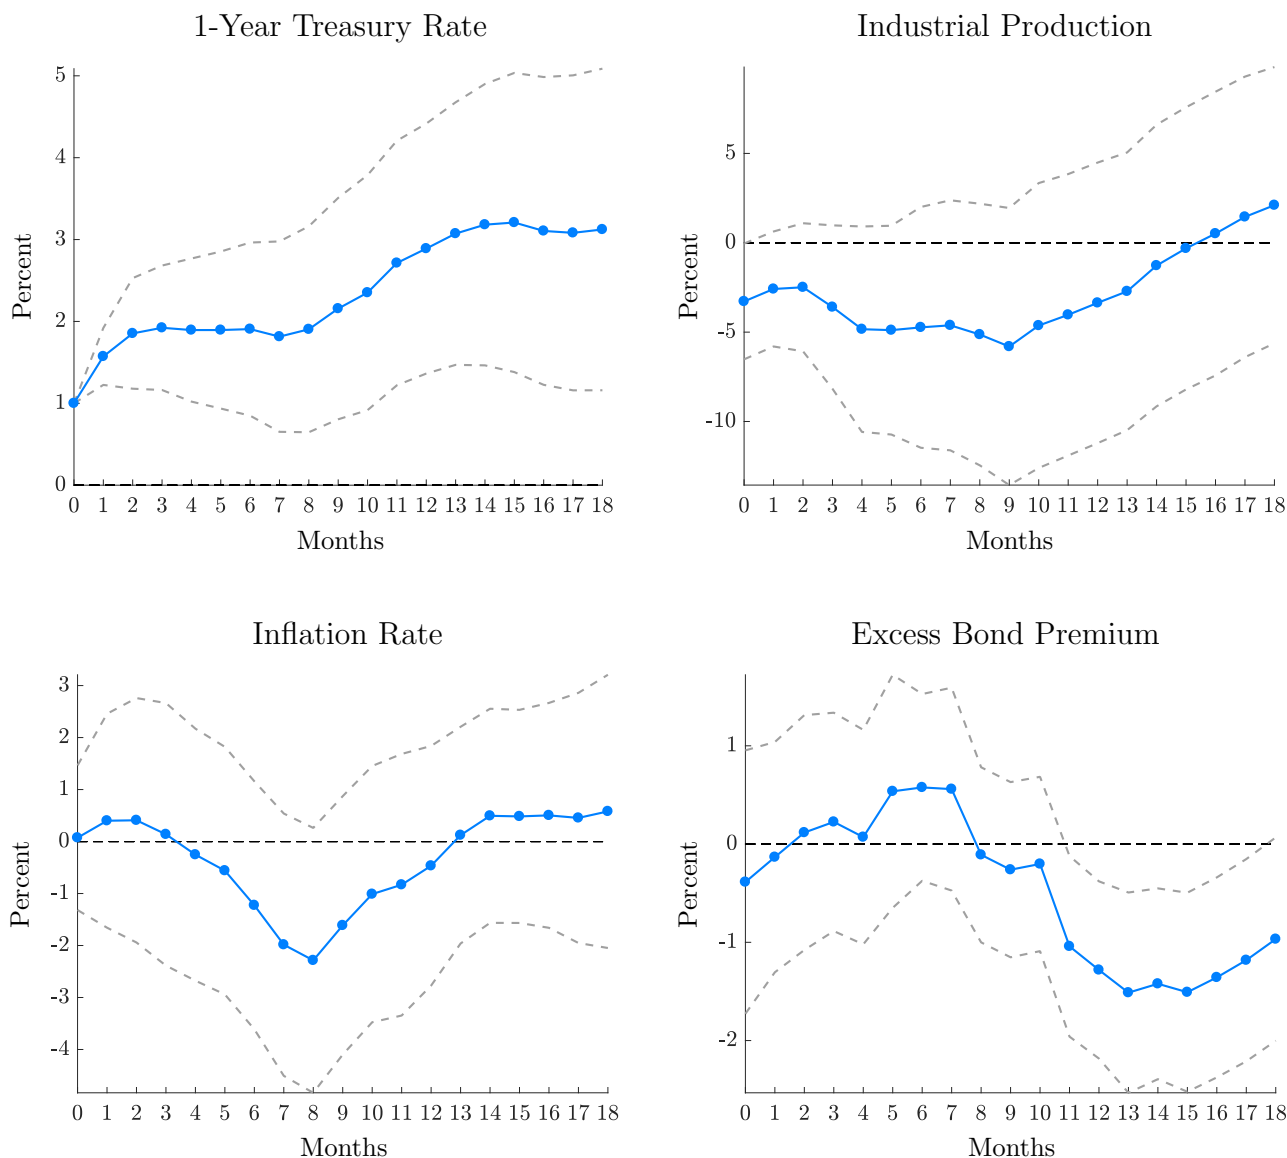 1-Year Treasury Rate
Percent
5
4
3
2
1
0
0 1 2 3 4 5 6 7 8 9 10 11 12 13 14 15 16 17 18
Months
Industrial Production
Percent
5
0
-5
-10
0 1 2 3 4 5 6 7 8 9 10 11 12 13 14 15 16 17 18
Months
Inflation Rate
Percent
3
2
1
0
-1
-2
-3
-4
0 1 2 3 4 5 6 7 8 9 10 11 12 13 14 15 16 17 18
Months
Excess Bond Premium
Percent
1
0
-1
-2
0 1 2 3 4 5 6 7 8 9 10 11 12 13 14 15 16 17 18
Months